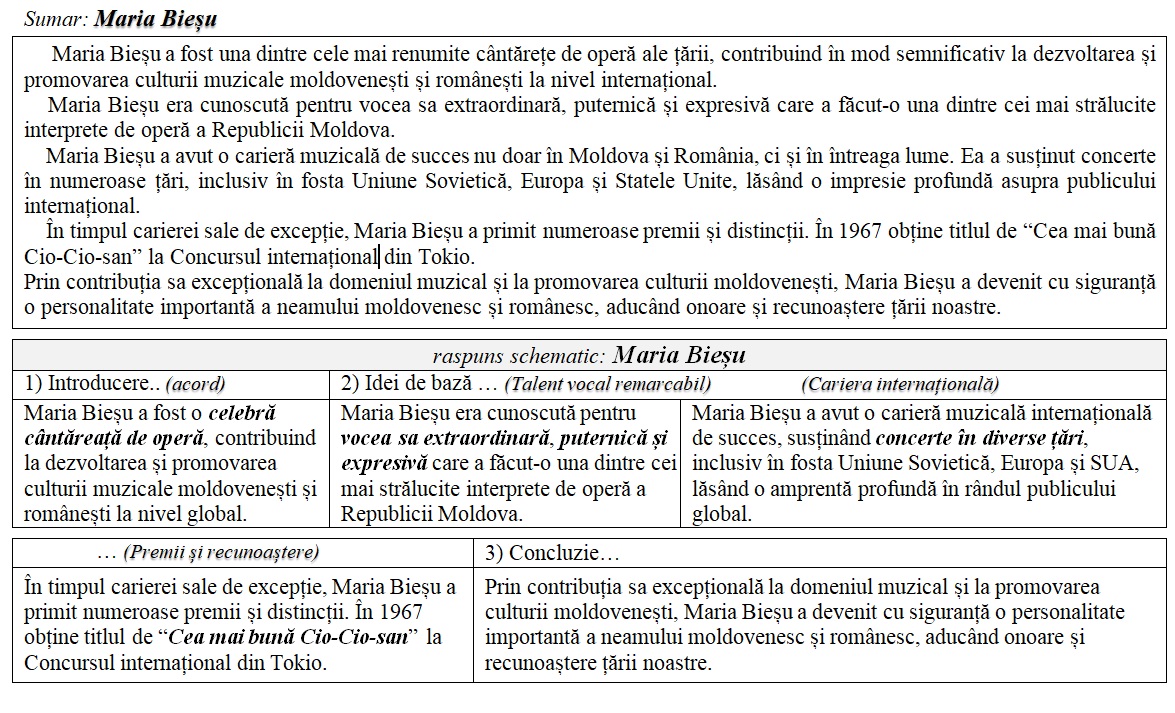 Sumar: Maria Bieșu
Maria Bieșu a fost una dintre cele mai renumite cântărețe de operă ale țării, contribuind în mod semnificativ la dezvoltarea și
promovarea culturii muzicale moldovenești și românești la nivel internațional.
Maria Bieșu era cunoscută pentru vocea sa extraordinară, puternică și expresivă care a făcut-o una dintre cei mai strălucite
interprete de operă a Republicii Moldova.
Maria Bieșu a avut o carieră muzicală de succes nu doar în Moldova și România, ci și în întreaga lume. Ea a susținut concerte
în numeroase țări, inclusiv în fosta Uniune Sovietică, Europa și Statele Unite, lăsând o impresie profundă asupra publicului
internațional.
În timpul carierei sale de excepție, Maria Bieșu a primit numeroase premii și distincții. În 1967 obține titlul de “Cea mai bună
Cio-Cio-san” la Concursul internațional din Tokio.
Prin contribuția sa excepțională la domeniul muzical și la promovarea culturii moldovenești, Maria Bieșu a devenit cu siguranță
o personalitate importantă a neamului moldovenesc și românesc, aducând onoare și recunoaștere țării noastre.
raspuns schematic: Maria Bieșu
1) Introducere.. (acord)
Maria Bieșu a fost o celebră
cântăreață de operă, contribuind
la dezvoltarea și promovarea
culturii muzicale moldovenești și
românești la nivel global.
2) Idei de bază … (Talent vocal remarcabil)
Maria Bieșu era cunoscută pentru
vocea sa extraordinară, puternică și
expresivă care a făcut-o una dintre cei
mai strălucite interprete de operă a
Republicii Moldova.
(Cariera internațională)
Maria Bieșu a avut o carieră muzicală internațională
de succes, susținând concerte în diverse țări,
inclusiv în fosta Uniune Sovietică, Europa și SUA,
lăsând o amprentă profundă în rândul publicului
global.
… (Premii și recunoaștere)
În timpul carierei sale de excepție, Maria Bieșu a
primit numeroase premii și distincții. În 1967
obține titlul de “Cea mai bună Cio-Cio-san” la
Concursul internațional din Tokio.
3) Concluzie…
Prin contribuția sa excepțională la domeniul muzical și la promovarea
culturii moldovenești, Maria Bieșu a devenit cu siguranță o personalitate
importantă a neamului moldovenesc și românesc, aducând onoare și
recunoaștere țării noastre.